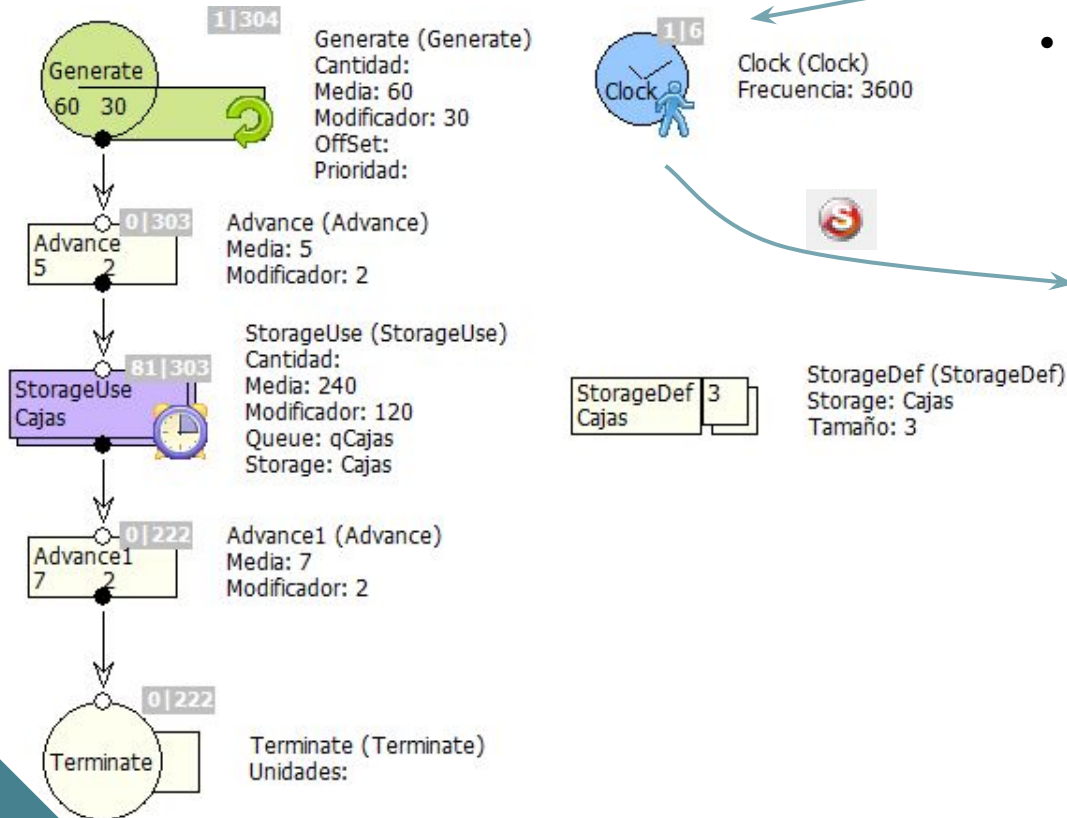 1|304
Generate
60 30
Generate (Generate)
Cantidad:
Media: 60
Modificador: 30
OffSet:
Prioridad:
1|6
Clock
Clock (Clock)
Frecuencia: 3600
•
0|303
Advance
5 2
Advance (Advance)
Media: 5
Modificador: 2
S
81|303
StorageUse
Cajas
StorageUse (StorageUse)
Cantidad:
Media: 240
Modificador: 120
Queue: qCajas
Storage: Cajas
StorageDef 3
Cajas
StorageDef (StorageDef)
Storage: Cajas
Tamaño: 3
0|222
Advance1
7 2
Advance1 (Advance)
Media: 7
Modificador: 2
0|222
Terminate
Terminate (Terminate)
Unidades: